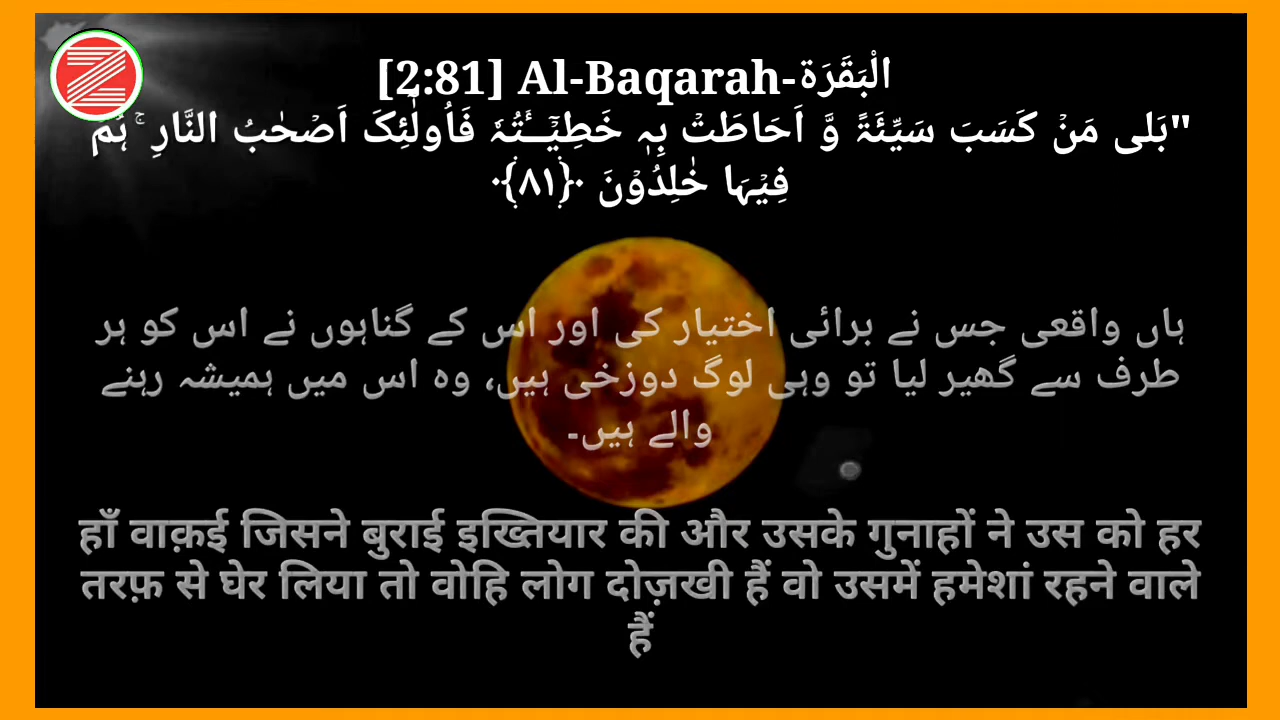 [2:81] Al-Baqarah-الْبَقَرَة
"بَلٰی مَنۡ کَسَبَ سَیِّئَۃً وَّ اَحَاطَتۡ بِہٖ خَطِیۡٓــَٔتُہٗ فَاُولٰٓئِکَ اَصۡحٰبُ النَّارِ ۚ ہُمۡ
فِیۡہَا خٰلِدُوۡنَ ﴿۸۱﴾
ہاں واقعی جس نے برائی اختیار کی اور اس کے گناہوں نے اس کو ہر
طرف سے گھیر لیا تو وہی لوگ دوزخی ہیں، وہ اس میں ہمیشہ رہنے
والے ہیں۔
हाँ वाक़ई जिसने बुराई इख्तियार की और उसके गुनाहों ने उस को हर
तरफ़ से घेर लिया तो वोहि लोग दोज़खी हैं वो उसमें हमेशां रहने वाले
हैं